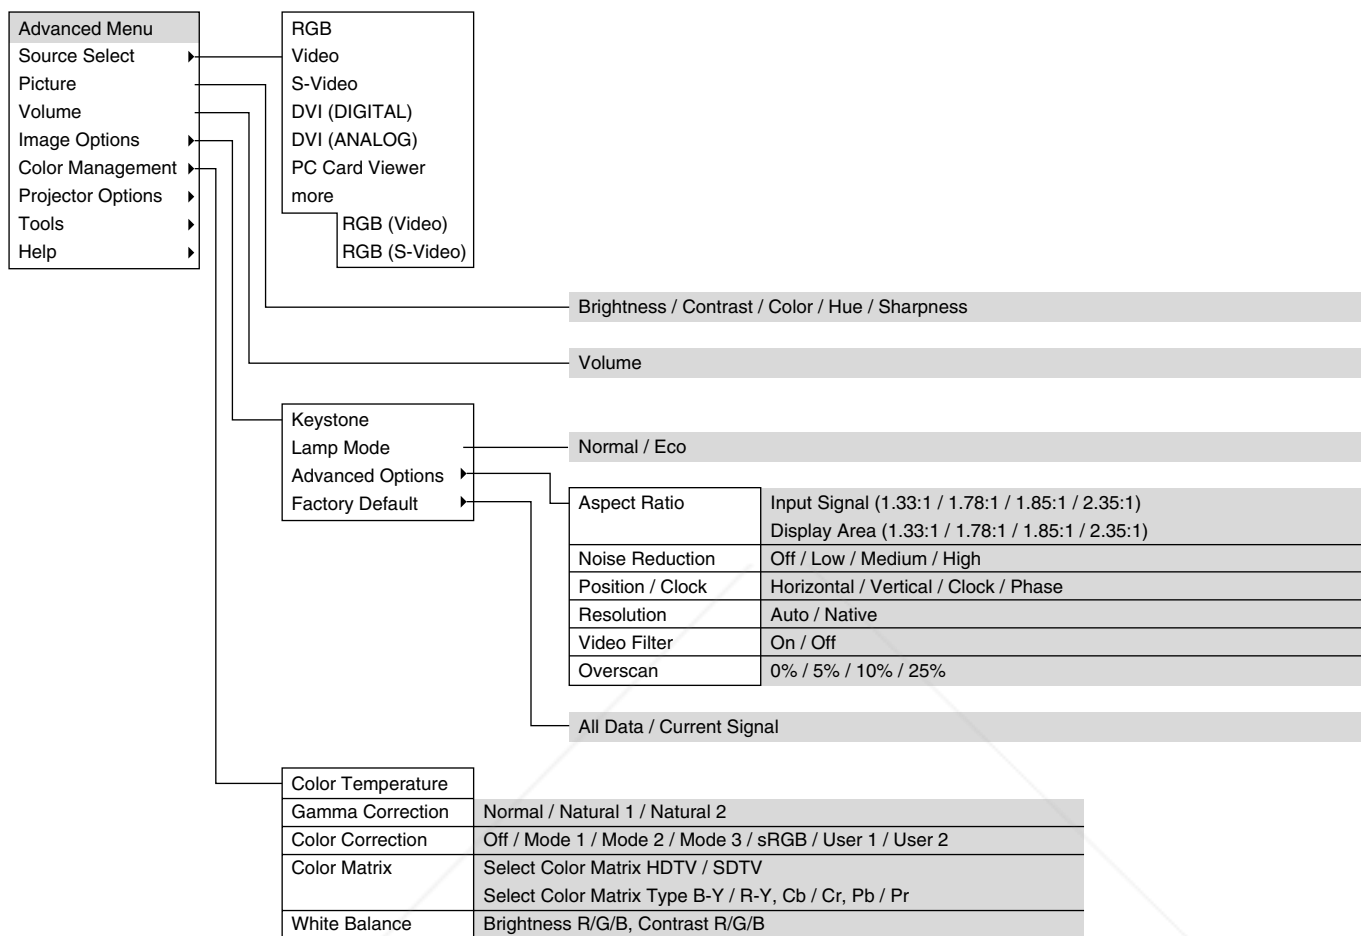 Advanced Menu
Source Select
Picture
Volume
Image Options
Color Management
Projector Options
Tools
Help
RGB
Video
S-Video
DVI (DIGITAL)
DVI (ANALOG)
PC Card Viewer
more
RGB (Video)
RGB (S-Video)
Brightness / Contrast / Color / Hue / Sharpness
Volume
Keystone
Lamp Mode
Advanced Options
Factory Default
Normal / Eco
Aspect Ratio
Input Signal (1.33:1 / 1.78:1 / 1.85:1 / 2.35:1)
Display Area (1.33:1 / 1.78:1 / 1.85:1 / 2.35:1)
Noise Reduction
Off / Low / Medium / High
Position / Clock
Horizontal / Vertical / Clock / Phase
Resolution
Auto / Native
Video Filter
On / Off
Overscan
0% / 5% / 10% / 25%
All Data / Current Signal
Color Temperature
Gamma Correction
Normal / Natural 1 / Natural 2
Color Correction
Off / Mode 1 / Mode 2 / Mode 3 / sRGB / User 1 / User 2
Color Matrix
Select Color Matrix HDTV / SDTV
Select Color Matrix Type B-Y / R-Y, Cb / Cr, Pb / Pr
White Balance
Brightness R/G/B, Contrast R/G/B